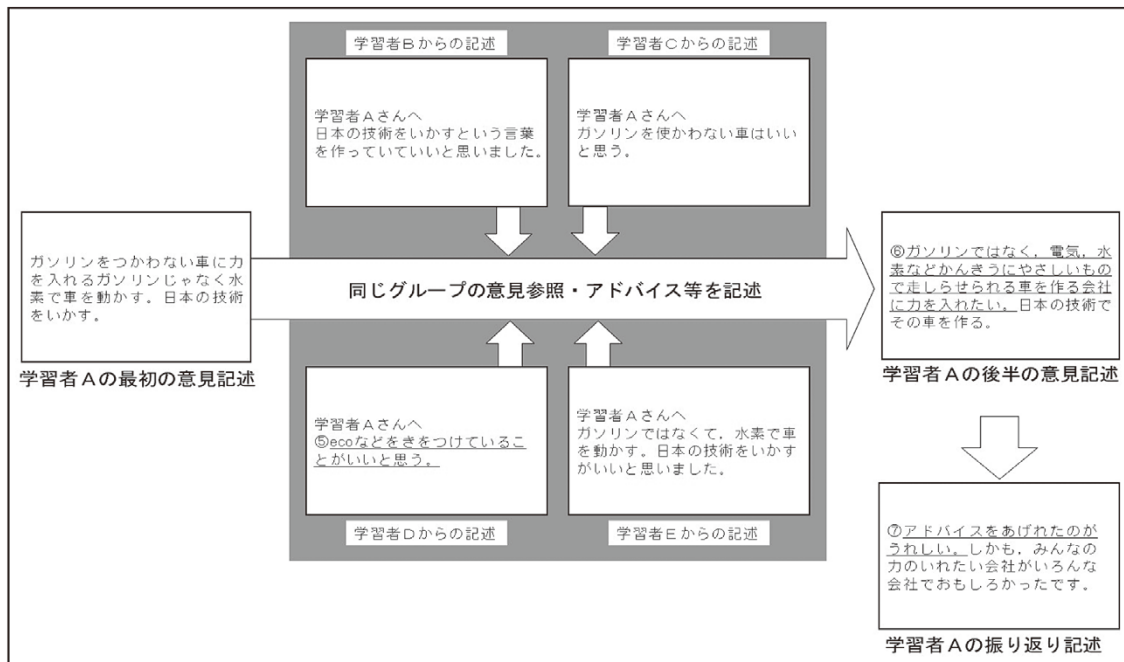 学習者Bからの記述
学習者Aさんへ
日本の技術をいかすという言葉
を作っていていいと思いました。
学習者Cからの記述
学習者Aさんへ
ガソリンを使かわない車はいい
と思う。
ガソリンをつかわない車に力
を入れるガソリンじゃなく水
素で車を動かす。日本の技術
をいかす。
学習者Aの最初の意見記述
同じグループの意見参照・アドバイス等を記述
学習者Aさんへ
⑤ecoなどをきをつけているこ
とがいいと思う。
学習者Dからの記述
学習者Aさんへ
ガソリンではなくて，水素で車
を動かす。日本の技術をいかす
がいいと思いました。
学習者Eからの記述
⑥ガソリンではなく，電気，水
素などかんきうにやさしいもの
で走しらせられる車を作る会社
に力を入れたい。日本の技術で
その車を作る。
学習者Aの後半の意見記述
⑦アドバイスをあげれたのが
うれしい。しかも，みんなの
力のいれたい会社がいろんな
会社でおもしろかったです。
学習者Aの振り返り記述